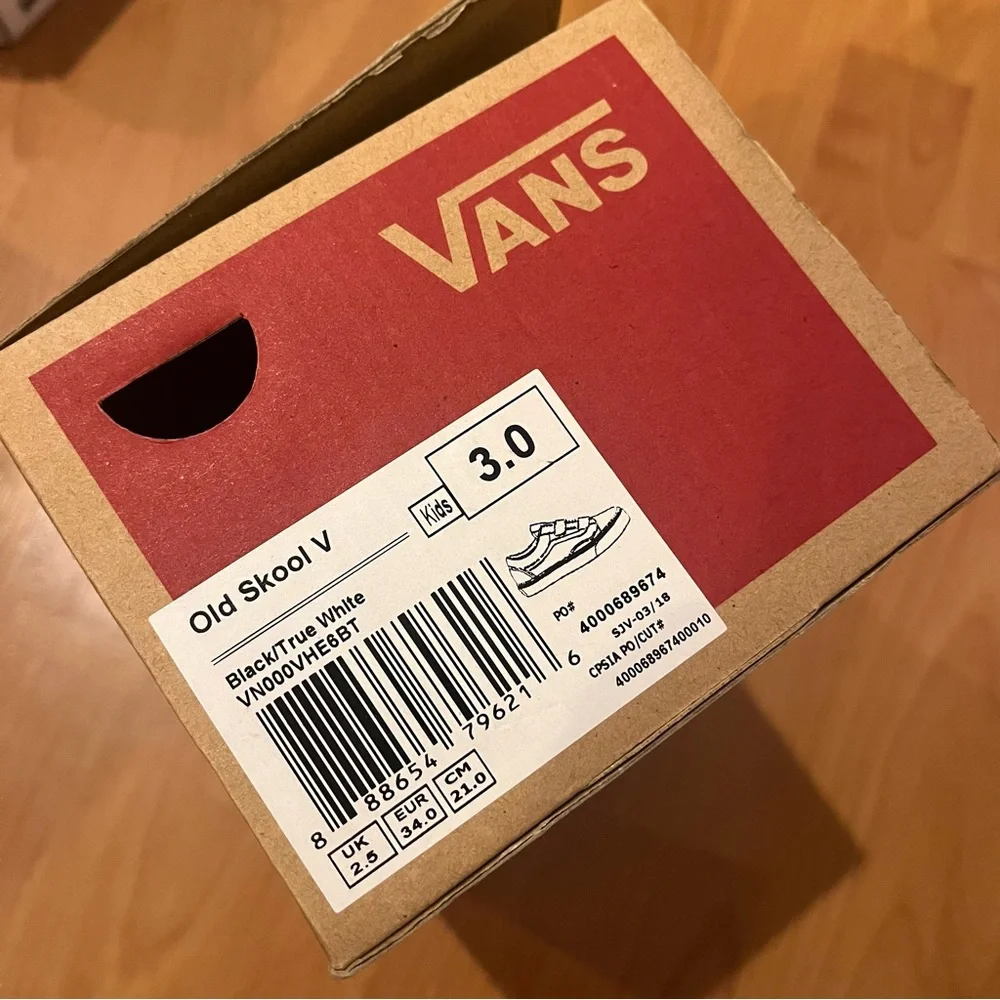 VANS
3.0
Kids
Old Skool V
Black/True White
VN000VHE6BT
8 88654 79621 6
PO#
4000689674
SJV-03/18
CPSIA PO/CUT#
400068967400010
UK
2.5
EUR
34.0
CM
21.0